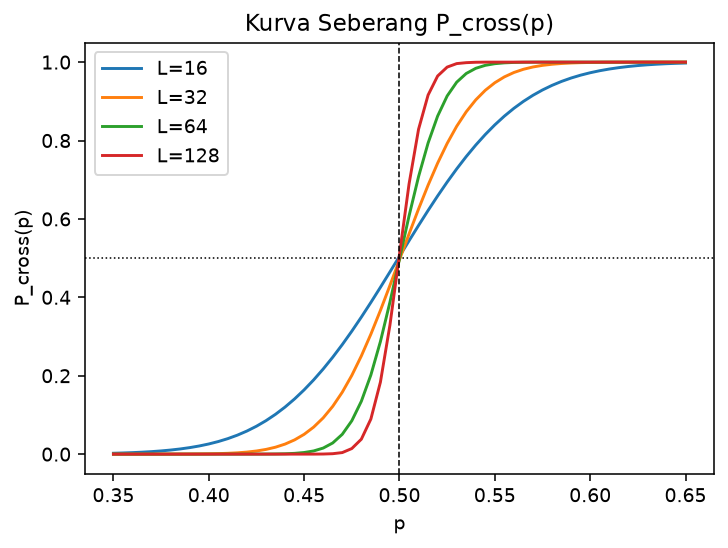 Kurva Seberang P_cross(p)
L=16
L=32
L=64
L=128
P_cross(p)
1.0
0.8
0.6
0.4
0.2
0.0
0.35 0.40 0.45 0.50 0.55 0.60 0.65
p